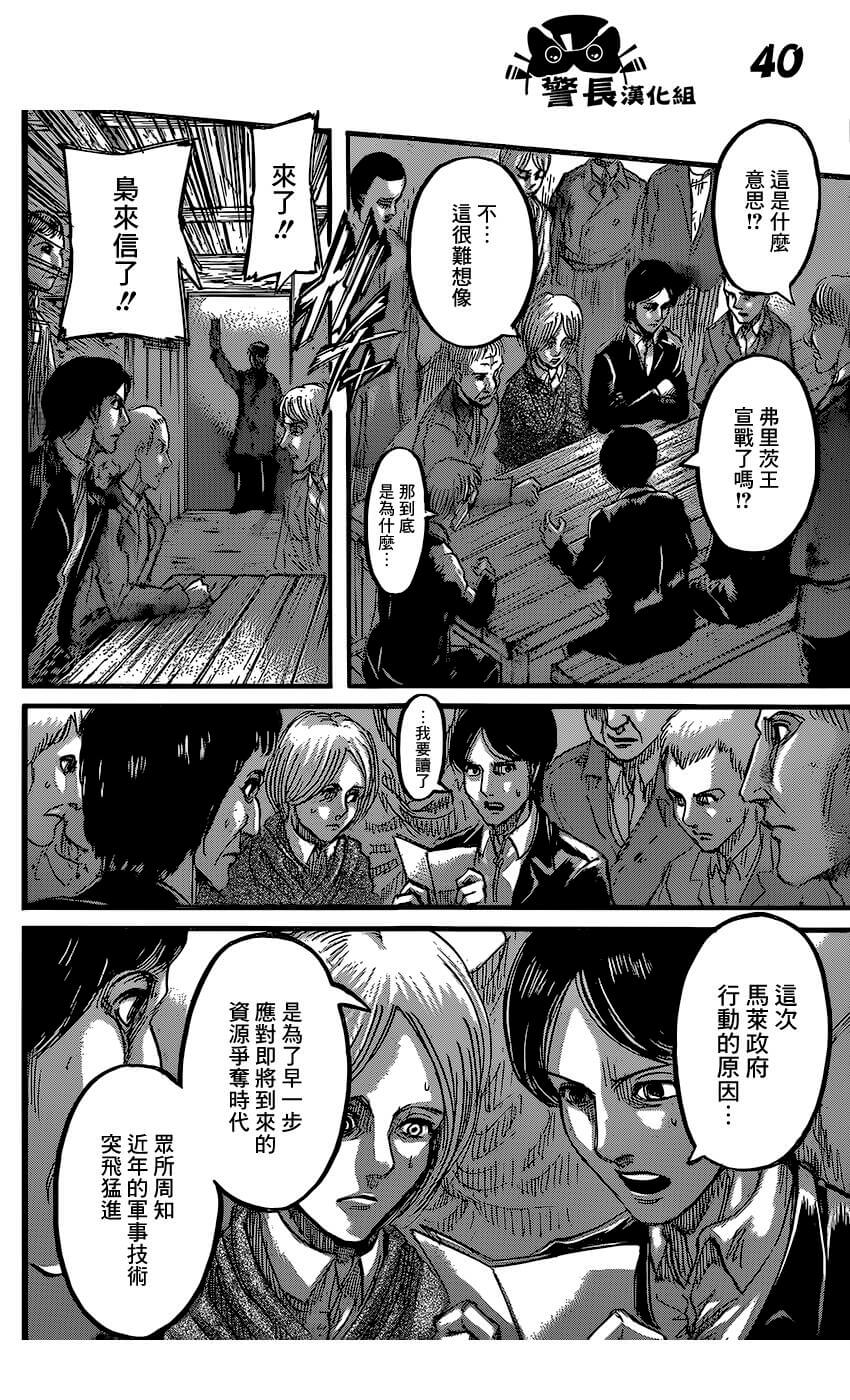 警長漢化組
40
這是什麼
意思!?
弗里茨王
宣戰了嗎!?
不…
這很難想像
那到底
是為什麼…
來了!!
梟來信了!!
…我要讀了
這次
馬萊政府
行動的原因…
是為了早一步
應對即將到來的
資源爭奪時代
眾所周知
近年的軍事技術
突飛猛進